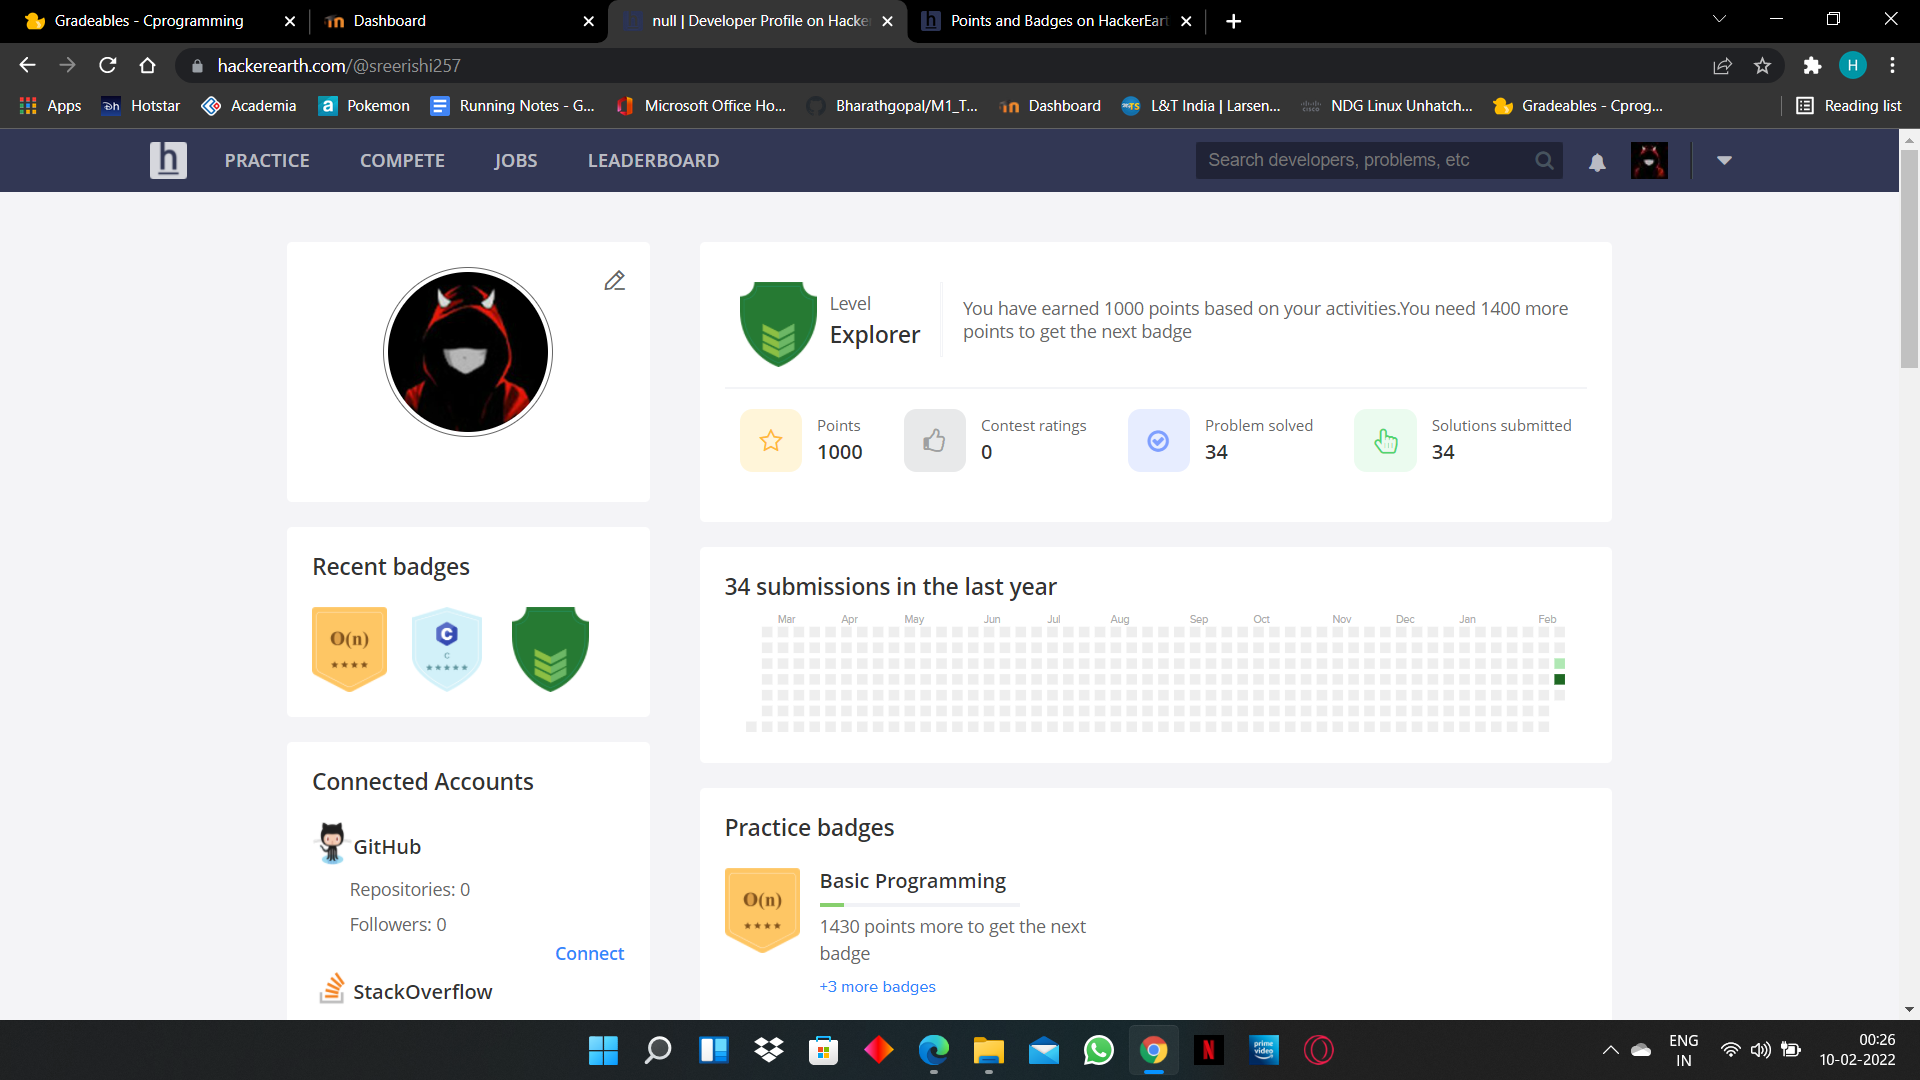 Gradeables - Cprogramming
Dashboard
null | Developer Profile on Hacke
Points and Badges on HackerEart
hackerearth.com/@sreerishi257
H
Apps
Hotstar
Academia
Pokemon
Running Notes - G...
Microsoft Office Ho...
Bharathgopal/M1_T...
Dashboard
L&T India | Larsen...
NDG Linux Unhatch...
Gradeables - Cprog...
Reading list
h
PRACTICE
COMPETE
JOBS
LEADERBOARD
Search developers, problems, etc
Level
Explorer
You have earned 1000 points based on your activities.You need 1400 more
points to get the next badge
Points
1000
Contest ratings
0
Problem solved
34
Solutions submitted
34
Recent badges
O(n)
C
C
34 submissions in the last year
Mar Apr May Jun Jul Aug Sep Oct Nov Dec Jan Feb
Connected Accounts
GitHub
Repositories: 0
Followers: 0
Connect
StackOverflow
Practice badges
O(n)
Basic Programming
1430 points more to get the next
badge
+3 more badges
N
prime
video
ENG
IN
00:26
10-02-2022